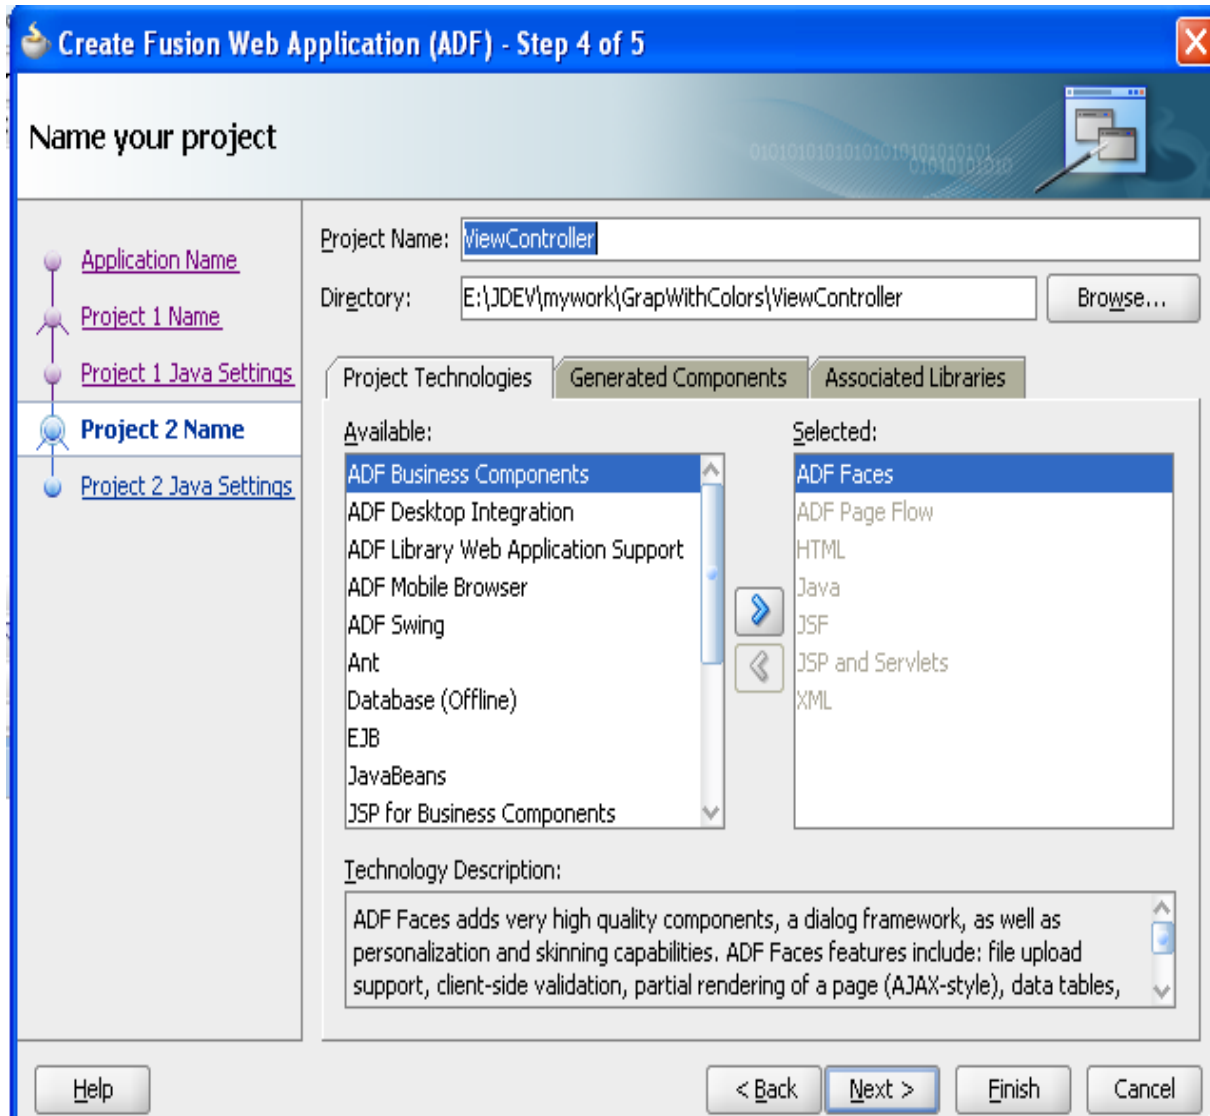 Create Fusion Web Application (ADF) - Step 4 of 5
Name your project
010101010101010101010101
01010101010
Application Name
Project 1 Name
Project 1 Java Settings
Project 2 Name
Project 2 Java Settings
Project Name: ViewController
Directory: E:\JDEV\mywork\GrapWithColors\ViewController Browse...
Project Technologies Generated Components Associated Libraries
Available:
ADF Business Components
ADF Desktop Integration
ADF Library Web Application Support
ADF Mobile Browser
ADF Swing
Ant
Database (Offline)
EJB
JavaBeans
JSP for Business Components
Selected:
ADF Faces
ADF Page Flow
HTML
Java
JSF
JSP and Servlets
XML
Technology Description:
ADF Faces adds very high quality components, a dialog framework, as well as
personalization and skinning capabilities. ADF Faces features include: file upload
support, client-side validation, partial rendering of a page (AJAX-style), data tables,
Help < Back Next > Finish Cancel